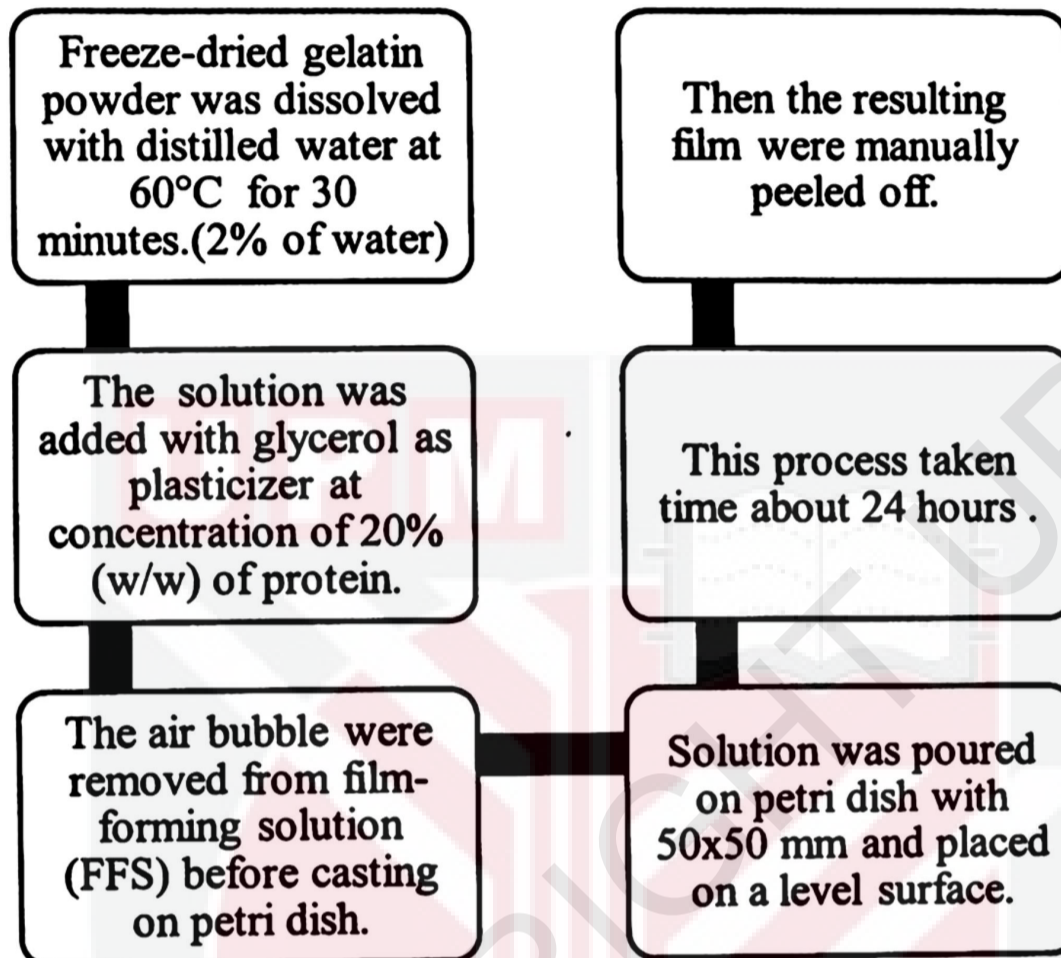 Freeze-dried gelatin
powder was dissolved
with distilled water at
60°C for 30
minutes.(2% of water)
The solution was
added with glycerol as
plasticizer at
concentration of 20%
(w/w) of protein.
The air bubble were
removed from film-
forming solution
(FFS) before casting
on petri dish.
Solution was poured
on petri dish with
50x50 mm and placed
on a level surface.
This process taken
time about 24 hours .
Then the resulting
film were manually
peeled off.
UPM
RIGHT UP